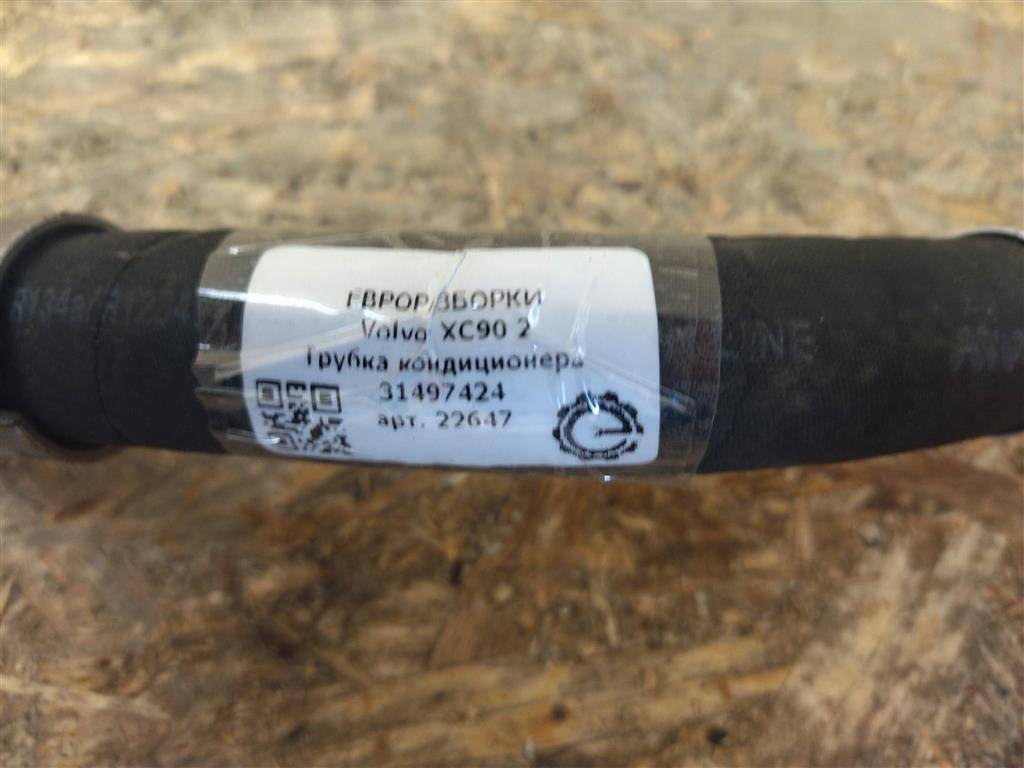 ЕВРОРАЗБОРКИ
Volvo XC90 2
Трубка кондиционера
31497424
арт. 22647